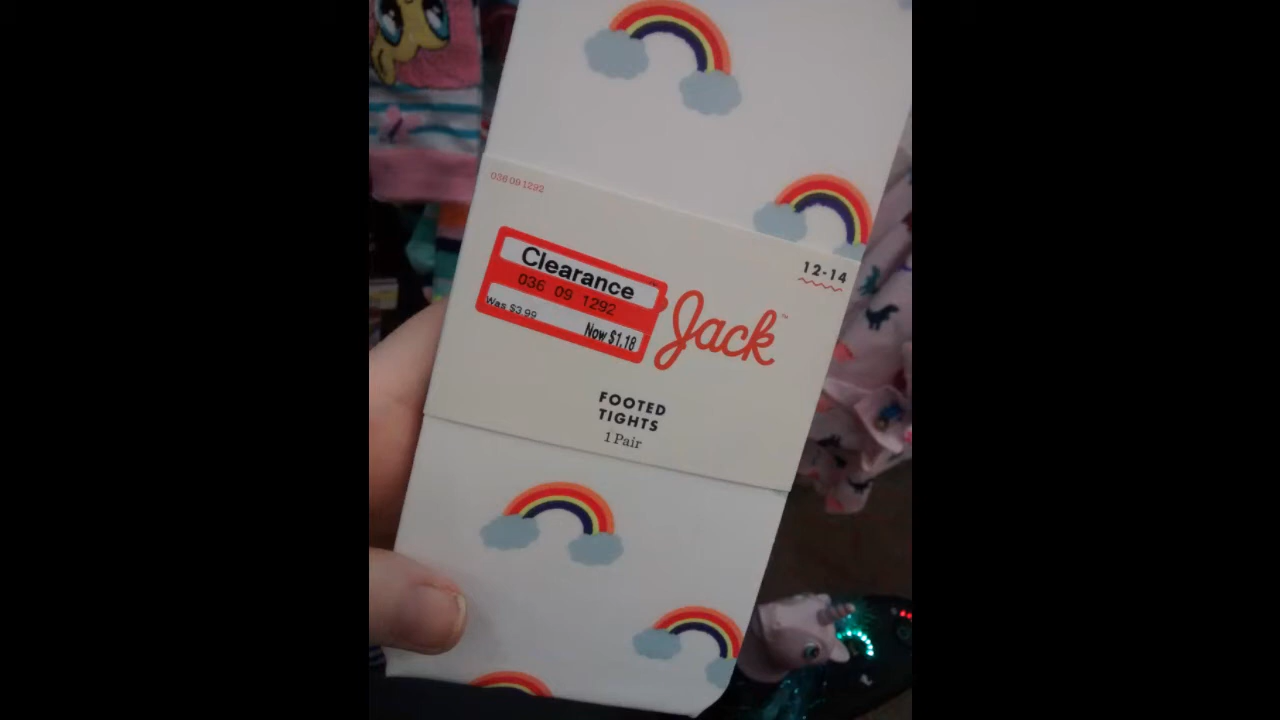 036 09 1292
12-14
Clearance
036 09 1292
Was $3.99
Now $1.18
Jack™
FOOTED
TIGHTS
1 Pair